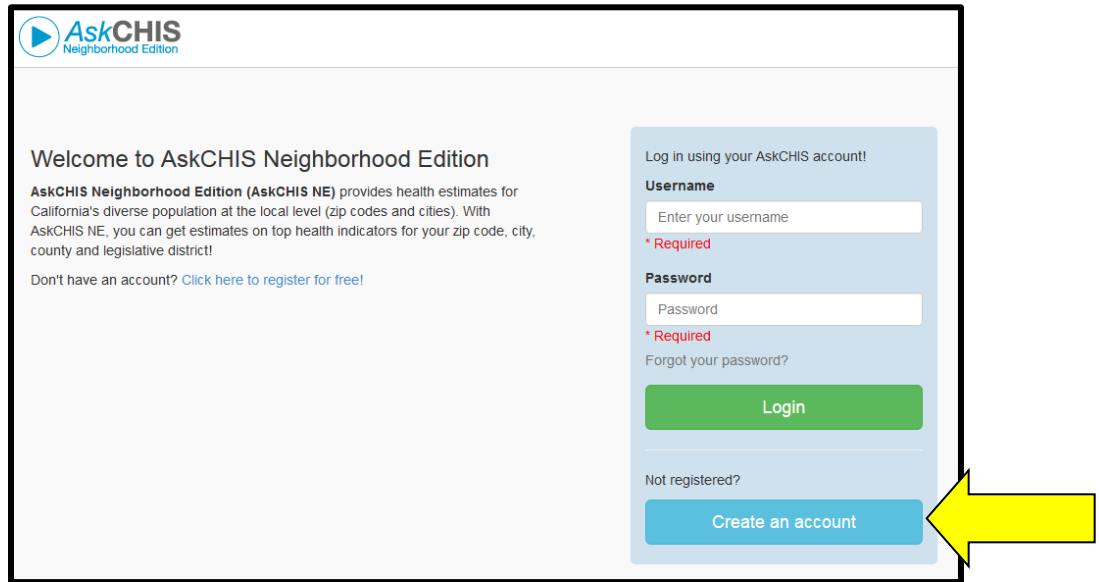 AskCHIS
Neighborhood Edition
Welcome to AskCHIS Neighborhood Edition
AskCHIS Neighborhood Edition (AskCHIS NE) provides health estimates for
California's diverse population at the local level (zip codes and cities). With
AskCHIS NE, you can get estimates on top health indicators for your zip code, city,
county and legislative district!
Don't have an account? Click here to register for free!
Log in using your AskCHIS account!
Username
Enter your username
* Required
Password
Password
* Required
Forgot your password?
Login
Not registered?
Create an account